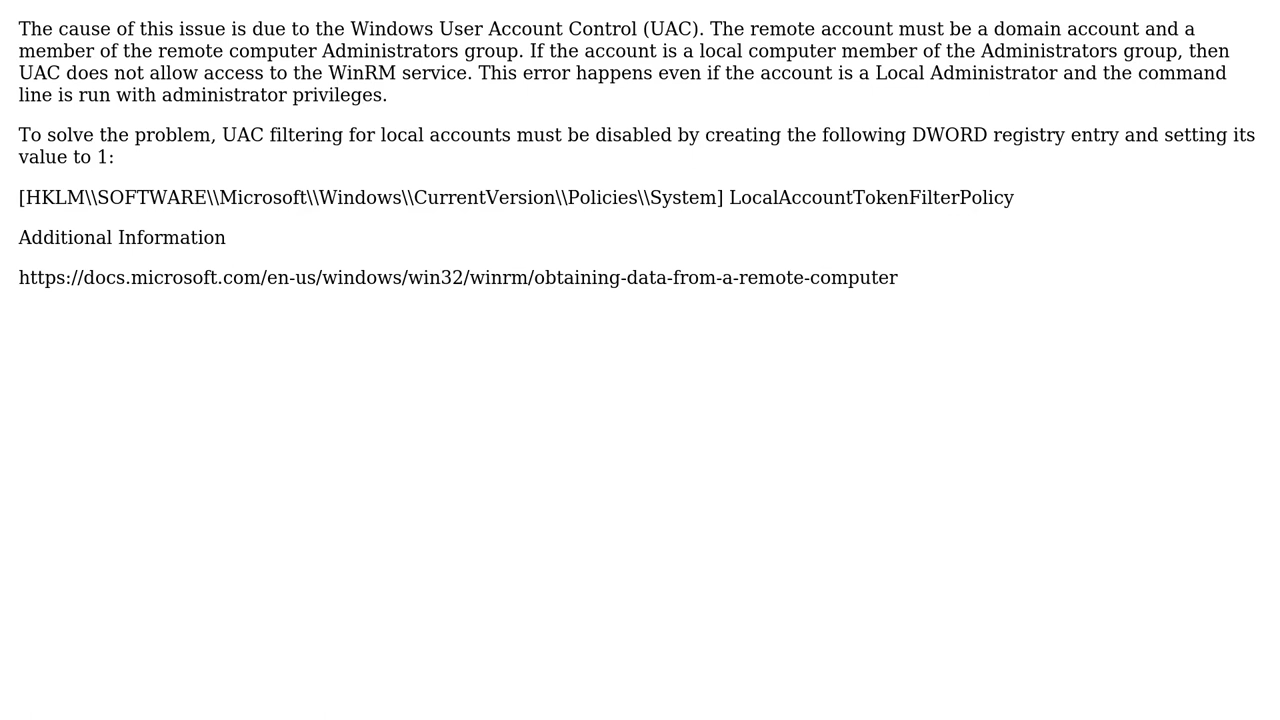 The cause of this issue is due to the Windows User Account Control (UAC). The remote account must be a domain account and a
member of the remote computer Administrators group. If the account is a local computer member of the Administrators group, then
UAC does not allow access to the WinRM service. This error happens even if the account is a Local Administrator and the command
line is run with administrator privileges.
To solve the problem, UAC filtering for local accounts must be disabled by creating the following DWORD registry entry and setting its
value to 1:
[HKLM\\SOFTWARE\\Microsoft\\Windows\\CurrentVersion\\Policies\\System] LocalAccountTokenFilterPolicy
Additional Information
https://docs.microsoft.com/en-us/windows/win32/winrm/obtaining-data-from-a-remote-computer